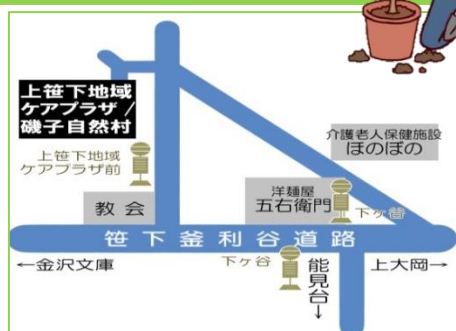 上笹下地域
ケアプラザ /
磯子自然村
上笹下地域
ケアプラザ前
介護老人保健施設
ほのぼの
教 会
洋麺屋
五右衛門
下ヶ谷
笹 下 釜 利 谷 道 路
←金沢文庫
下ヶ谷
能見台→
上大岡→